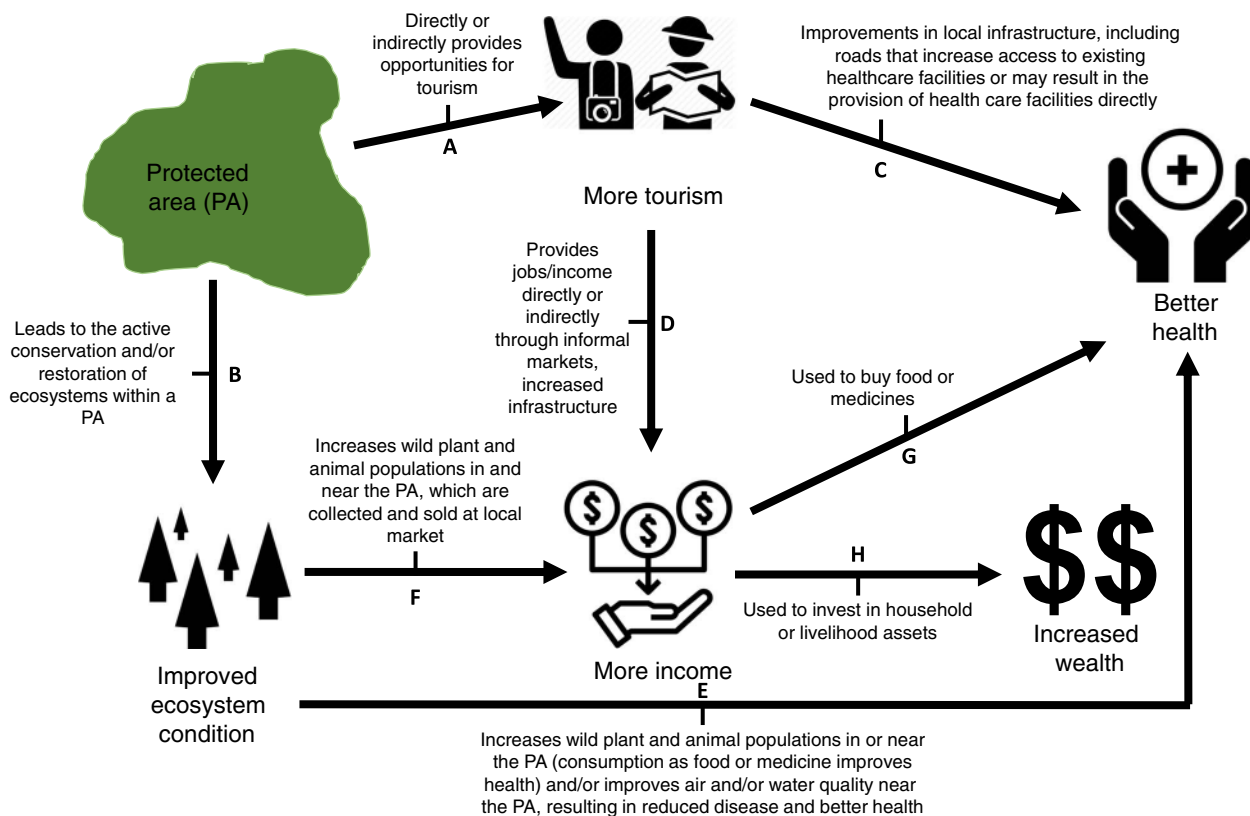 Directly or
indirectly provides
opportunities for
tourism
A
Improvements in local infrastructure, including
roads that increase access to existing
healthcare facilities or may result in the
provision of health care facilities directly
C
Protected
area (PA)
More tourism
Better
health
Leads to the active
conservation and/or
restoration of
ecosystems within a
PA
B
Provides
jobs/income
directly or
indirectly
through informal
markets,
increased
infrastructure
D
Used to buy food or
medicines
G
Increases wild plant and
animal populations in and
near the PA, which are
collected and sold at local
market
F
$
$
$
H
Used to invest in household
or livelihood assets
$$
Increased
wealth
Improved
ecosystem
condition
More income
E
Increases wild plant and animal populations in or near
the PA (consumption as food or medicine improves
health) and/or improves air and/or water quality near
the PA, resulting in reduced disease and better health